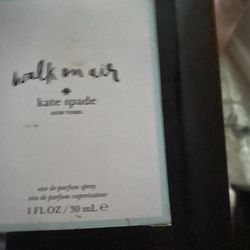 walk on air
kate spade
NEW YORK
eau de parfum spray
eau de parfum vaporisateur
1 FL OZ / 30 mL e